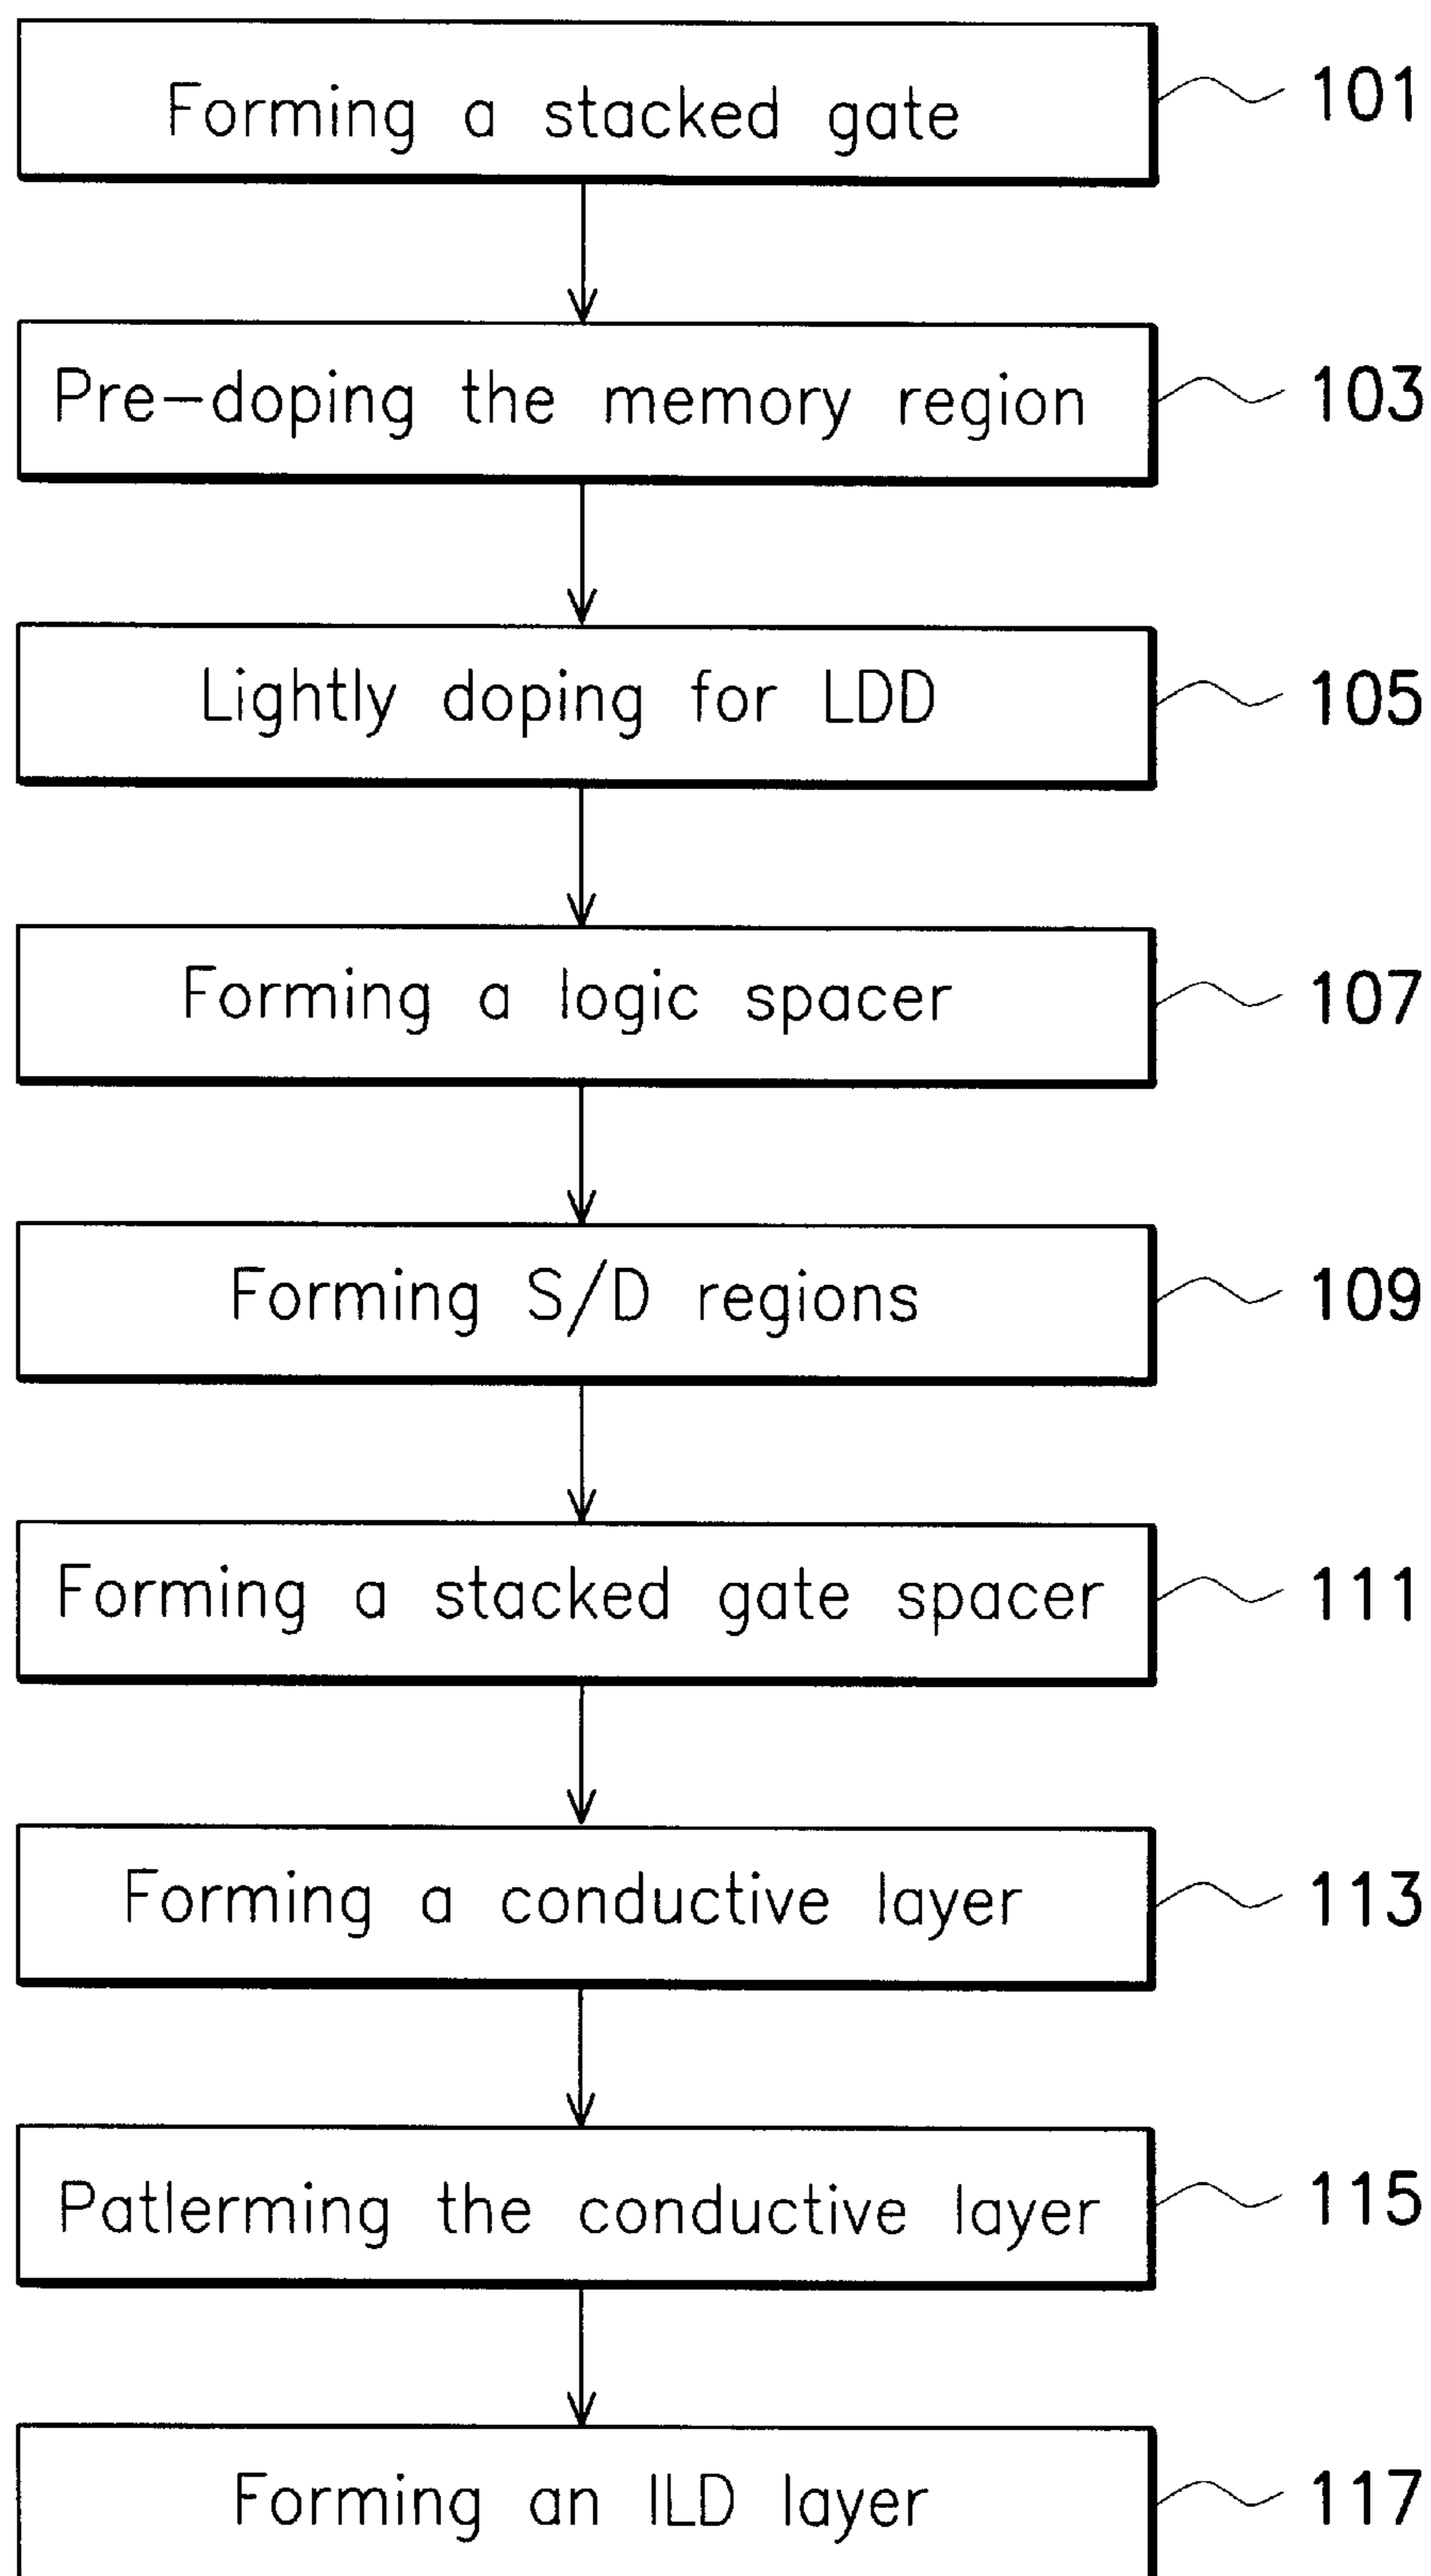 Forming a stacked gate 101
Pre-doping the memory region 103
Lightly doping for LDD 105
Forming a logic spacer 107
Forming S/D regions 109
Forming a stacked gate spacer 111
Forming a conductive layer 113
Patlerming the conductive layer 115
Forming an ILD layer 117